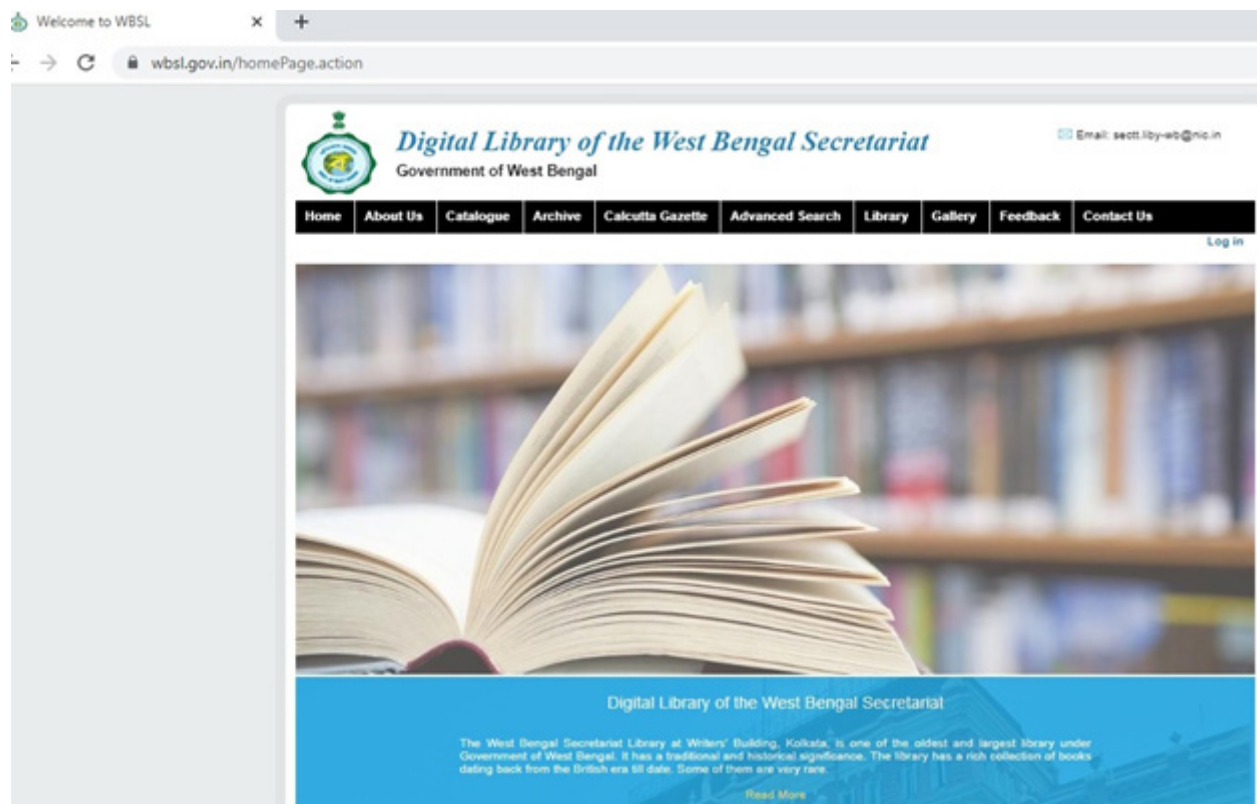 Welcome to WBSL
wbsl.gov.in/homePage.action
Digital Library of the West Bengal Secretariat
Email: sectt.liby-wb@nic.in
Government of West Bengal
Home About Us Catalogue Archive Calcutta Gazette Advanced Search Library Gallery Feedback Contact Us
Log in
Digital Library of the West Bengal Secretariat
The West Bengal Secretariat Library at Writers' Building, Kolkata, is one of the oldest and largest library under
Government of West Bengal. It has a traditional and historical significance. The library has a rich collection of books
dating back from the British era till date. Some of them are very rare.
Read More